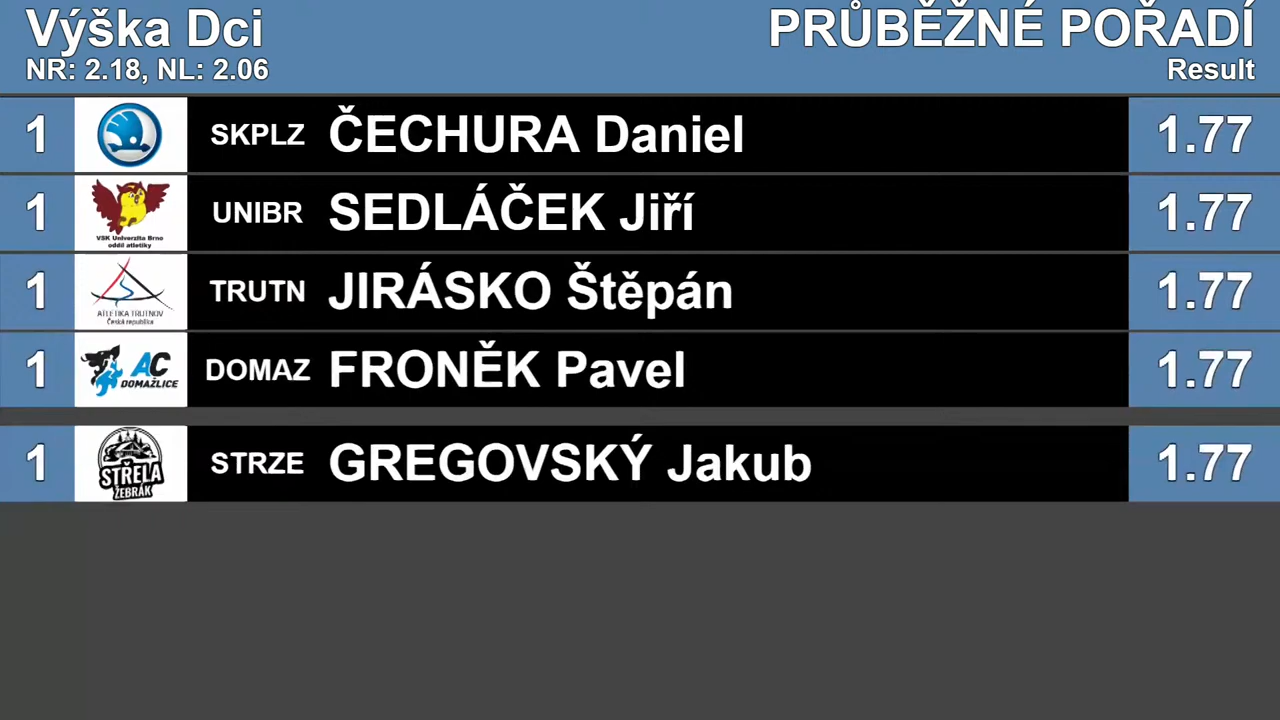 Výška Dci
PRŮBĚŽNÉ POŘADÍ
NR: 2.18, NL: 2.06
Result
1 SKPLZ ČECHURA Daniel 1.77
1 VSK Univerzita Brno oddíl atletiky UNIBR SEDLÁČEK Jiří 1.77
1 ATLETIKA TRUTNOV Česká republika TRUTN JIRÁSKO Štěpán 1.77
1 AC DOMAŽLICE DOMAZ FRONĚK Pavel 1.77
1 STŘELA ŽEBRÁK STRZE GREGOVSKÝ Jakub 1.77